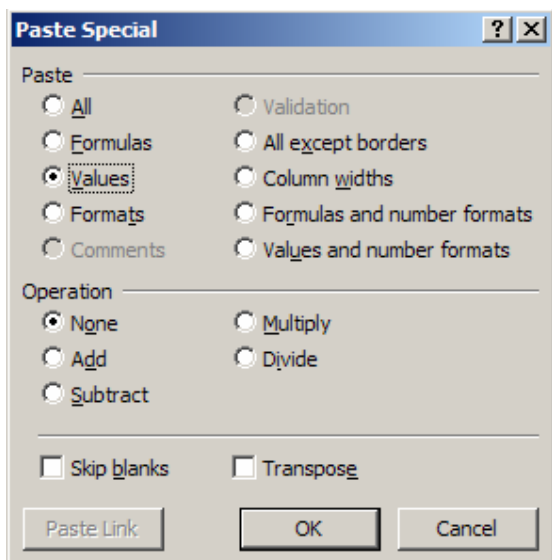 Paste Special
Paste
All Validation
Formulas All except borders
Values Column widths
Formats Formulas and number formats
Comments Values and number formats
Operation
None Multiply
Add Divide
Subtract
Skip blanks Transpose
Paste Link OK Cancel